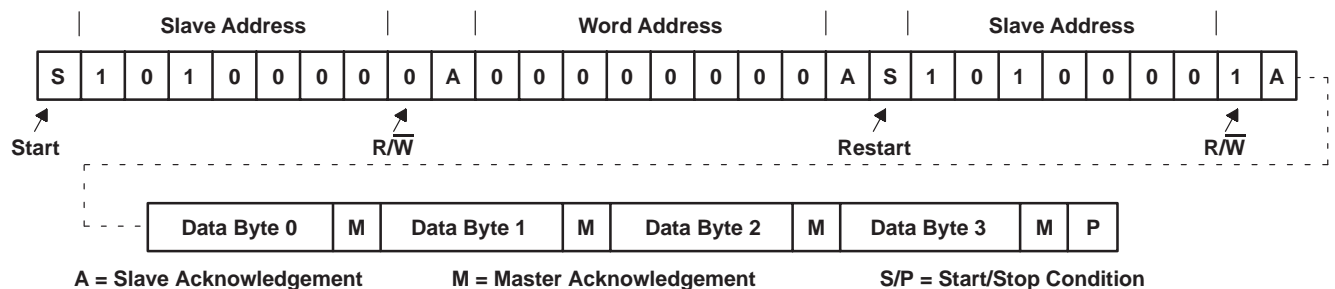 Slave Address Word Address Slave Address
S 1 0 1 0 0 0 0 0 A 0 0 0 0 0 0 0 0 A S 1 0 1 0 0 0 0 1 A
Start R/W̅ Restart R/W̅
Data Byte 0 M Data Byte 1 M Data Byte 2 M Data Byte 3 M P
A = Slave Acknowledgement M = Master Acknowledgement S/P = Start/Stop Condition